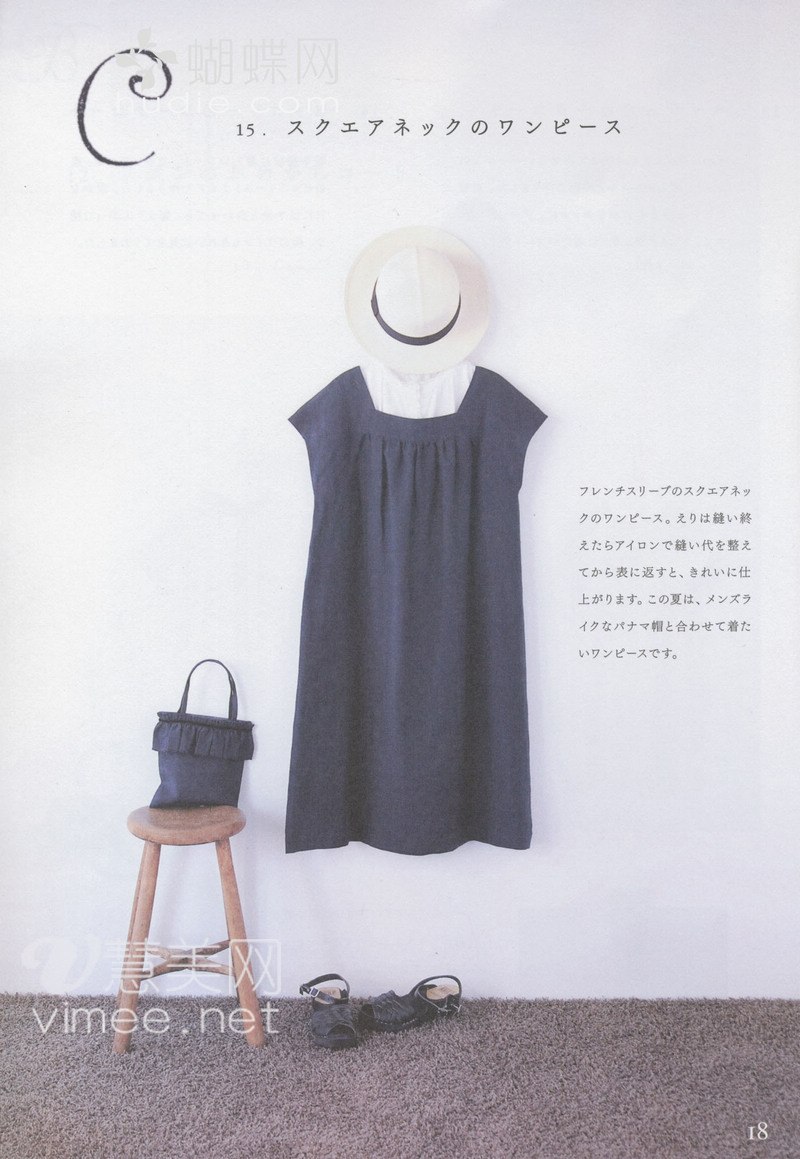 C
蝴蝶网
hudie.com
15. スクエアネックのワンピース
フレンチスリーブのスクエアネッ
クのワンピース。えりは縫い終
えたらアイロンで縫い代を整え
てから表に返すと、きれいに仕
上がります。この夏は、メンズラ
イクなパナマ帽と合わせて着た
いワンピースです。
慧美网
vimee.net
18